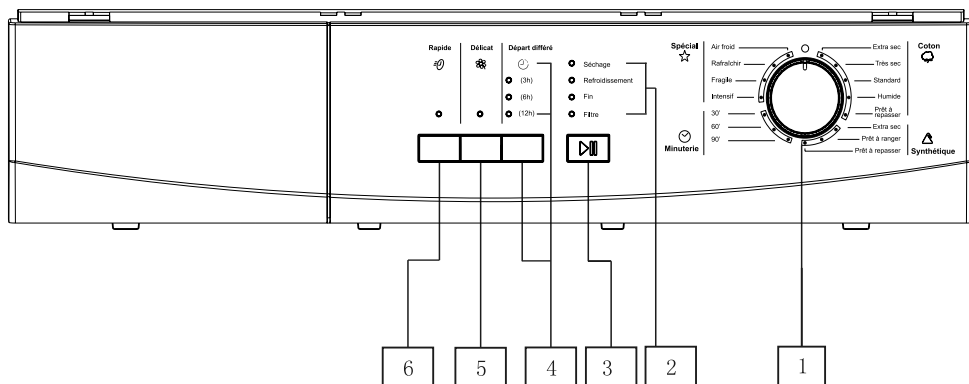 Rapide
Délicat
Départ différé
(3h)
(6h)
(12h)
Séchage
Refroidissement
Fin
Filtre
Spécial
Air froid
Rafraîchir
Fragile
Intensif
30'
60'
90'
Minuterie
Extra sec
Très sec
Standard
Humide
Prêt à
repasser
Coton
Extra sec
Prêt à ranger
Prêt à repasser
Synthétique
6
5
4
3
2
1